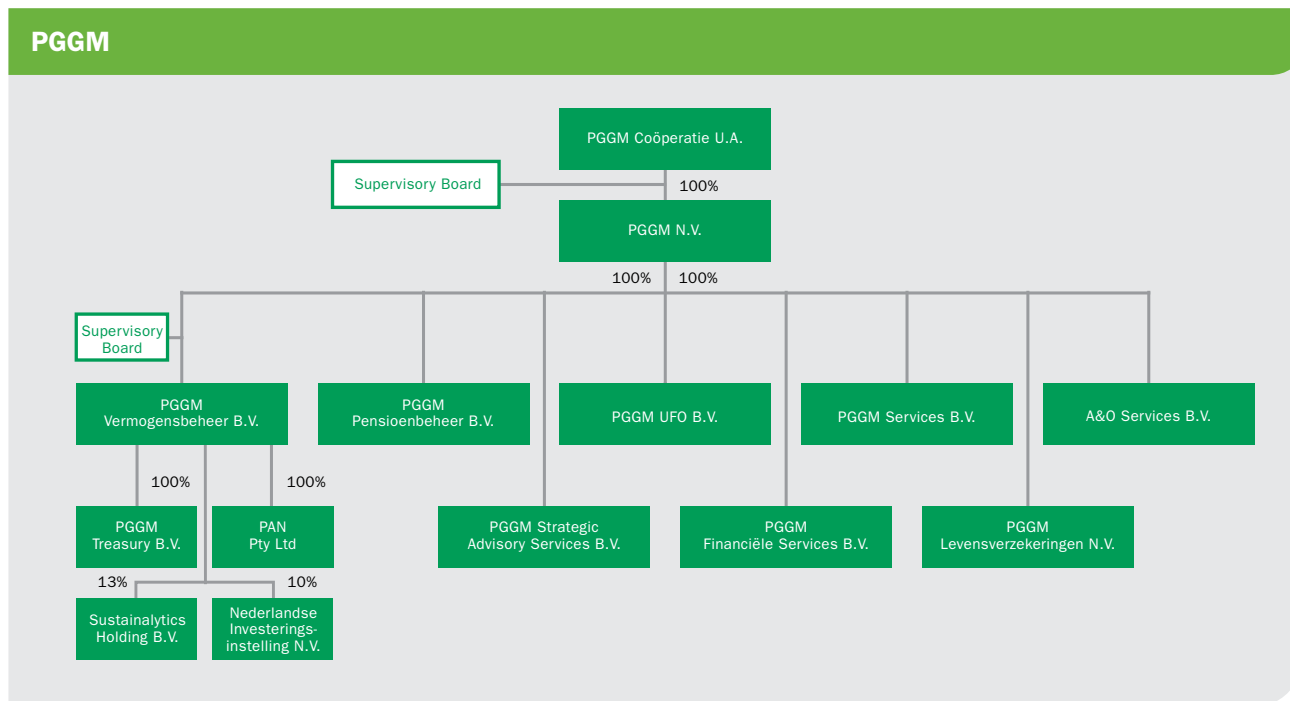 PGGM
PGGM Coöperatie U.A.
Supervisory Board
100%
PGGM N.V.
100%
100%
Supervisory
Board
PGGM
Vermogensbeheer B.V.
PGGM
Pensioenbeheer B.V.
PGGM UFO B.V.
PGGM Services B.V.
A&O Services B.V.
100%
100%
PGGM
Treasury B.V.
PAN
Pty Ltd
PGGM Strategic
Advisory Services B.V.
PGGM
Financiële Services B.V.
PGGM
Levensverzekeringen N.V.
13%
10%
Sustainalytics
Holding B.V.
Nederlandse
Investerings-
instelling N.V.